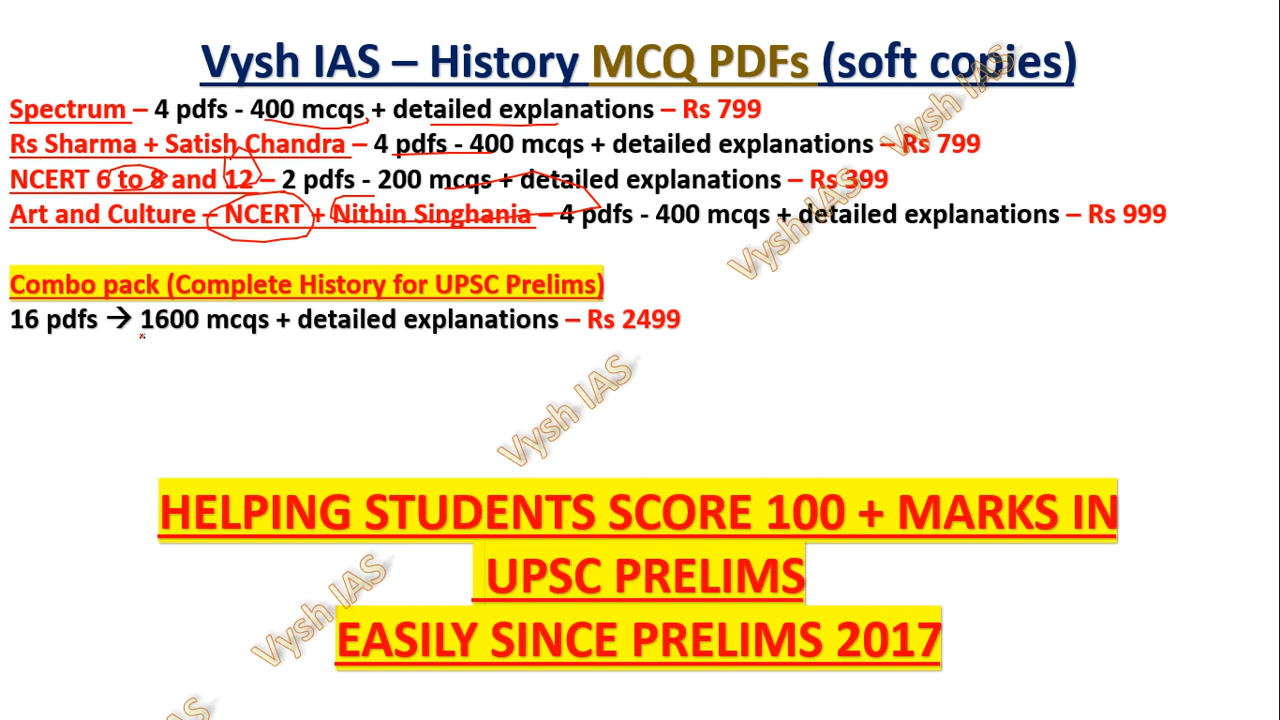 Vysh IAS – History MCQ PDFs (soft copies)
Spectrum – 4 pdfs - 400 mcqs + detailed explanations – Rs 799
Rs Sharma + Satish Chandra – 4 pdfs - 400 mcqs + detailed explanations – Rs 799
NCERT 6 to 8 and 12 – 2 pdfs - 200 mcqs + detailed explanations – Rs 399
Art and Culture – NCERT + Nithin Singhania – 4 pdfs - 400 mcqs + detailed explanations – Rs 999
Combo pack (Complete History for UPSC Prelims)
16 pdfs → 1600 mcqs + detailed explanations – Rs 2499
HELPING STUDENTS SCORE 100 + MARKS IN
UPSC PRELIMS
EASILY SINCE PRELIMS 2017
Vysh IAS
Vysh IAS
Vysh IAS
Vysh IAS
IAS